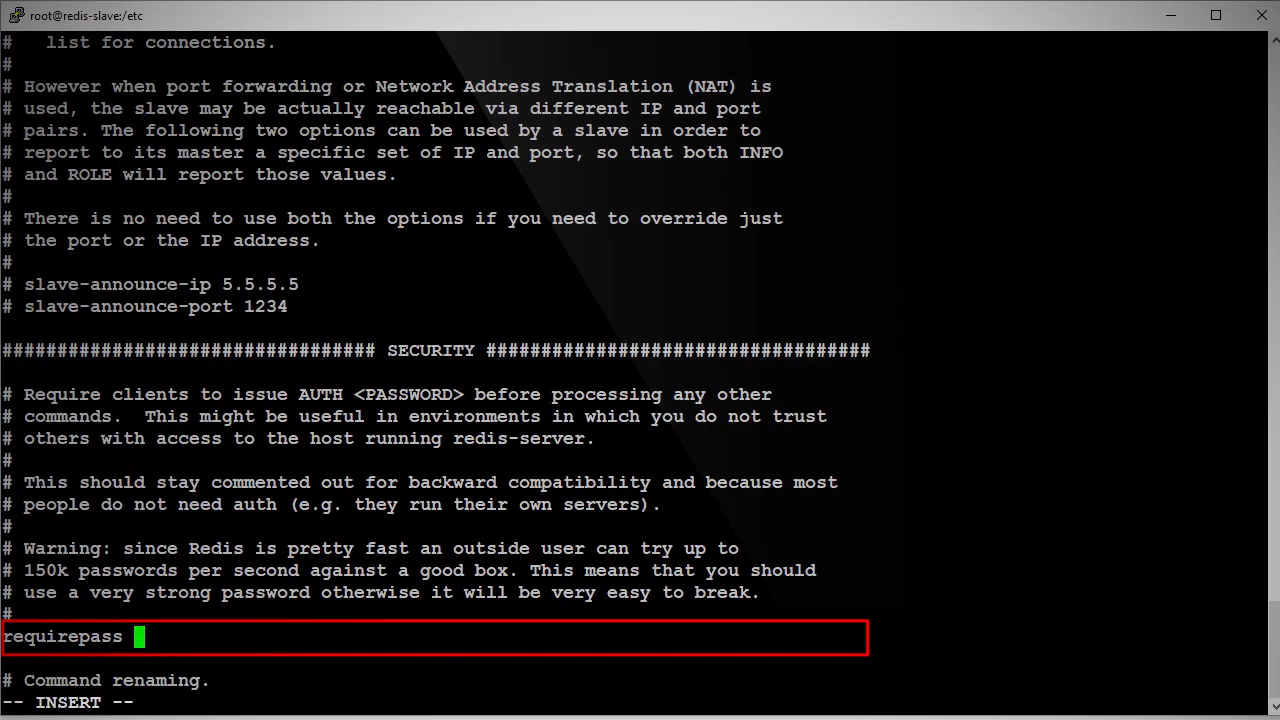 root@redis-slave:/etc
#   list for connections.
#
# However when port forwarding or Network Address Translation (NAT) is
# used, the slave may be actually reachable via different IP and port
# pairs. The following two options can be used by a slave in order to
# report to its master a specific set of IP and port, so that both INFO
# and ROLE will report those values.
#
# There is no need to use both the options if you need to override just
# the port or the IP address.
#
# slave-announce-ip 5.5.5.5
# slave-announce-port 1234
################################## SECURITY ###################################
# Require clients to issue AUTH <PASSWORD> before processing any other
# commands.  This might be useful in environments in which you do not trust
# others with access to the host running redis-server.
#
# This should stay commented out for backward compatibility and because most
# people do not need auth (e.g. they run their own servers).
#
# Warning: since Redis is pretty fast an outside user can try up to
# 150k passwords per second against a good box. This means that you should
# use a very strong password otherwise it will be very easy to break.
#
requirepass
# Command renaming.
-- INSERT --